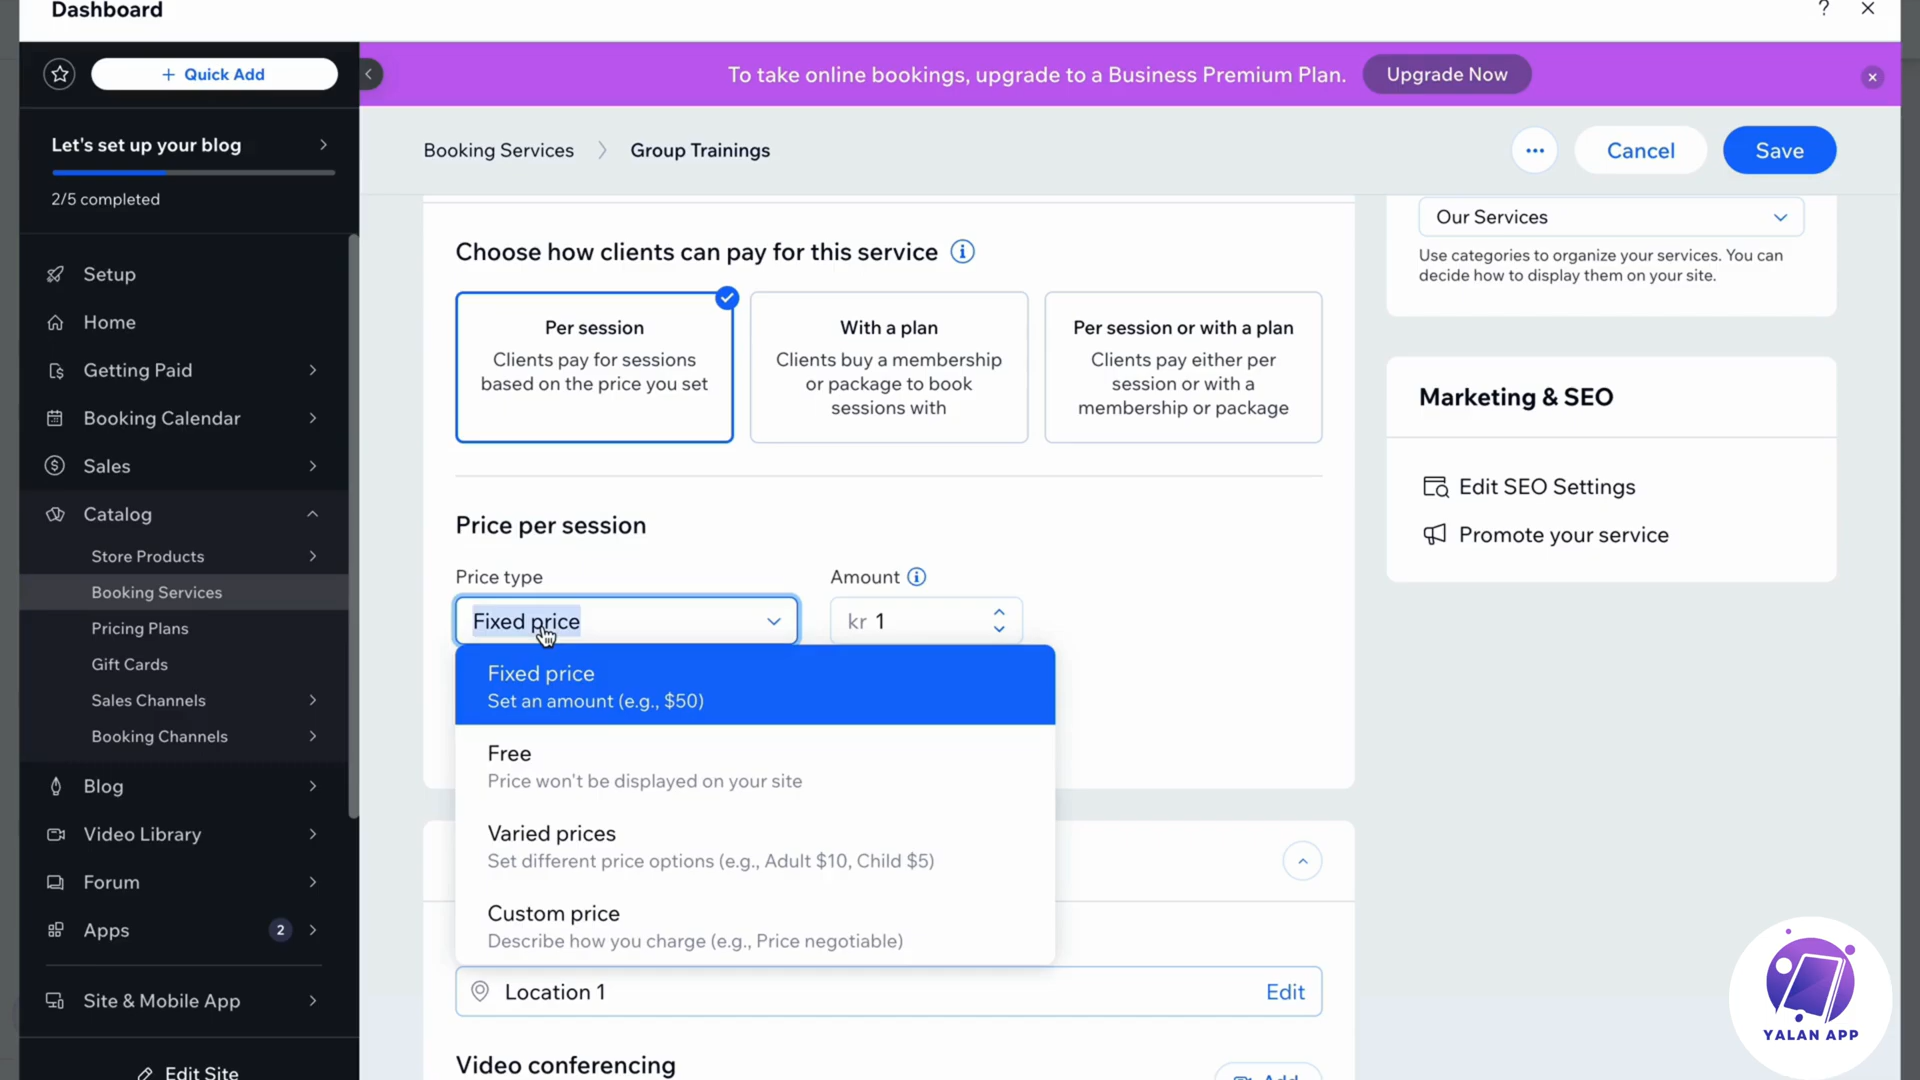 Dashboard
?
Quick Add
To take online bookings, upgrade to a Business Premium Plan.
Upgrade Now
Let's set up your blog
2/5 completed
Booking Services
Group Trainings
Cancel
Save
Setup
Home
Getting Paid
Booking Calendar
Sales
Catalog
Store Products
Booking Services
Pricing Plans
Gift Cards
Sales Channels
Booking Channels
Blog
Video Library
Forum
Apps
2
Site & Mobile App
Edit Site
Choose how clients can pay for this service
Per session
Clients pay for sessions
based on the price you set
With a plan
Clients buy a membership
or package to book
sessions with
Per session or with a plan
Clients pay either per
session or with a
membership or package
Price per session
Price type
Fixed price
Amount
kr 1
Fixed price
Set an amount (e.g., $50)
Free
Price won't be displayed on your site
Varied prices
Set different price options (e.g., Adult $10, Child $5)
Custom price
Describe how you charge (e.g., Price negotiable)
Location 1
Edit
Video conferencing
Add
Our Services
Use categories to organize your services. You can
decide how to display them on your site.
Marketing & SEO
Edit SEO Settings
Promote your service
YALAN APP